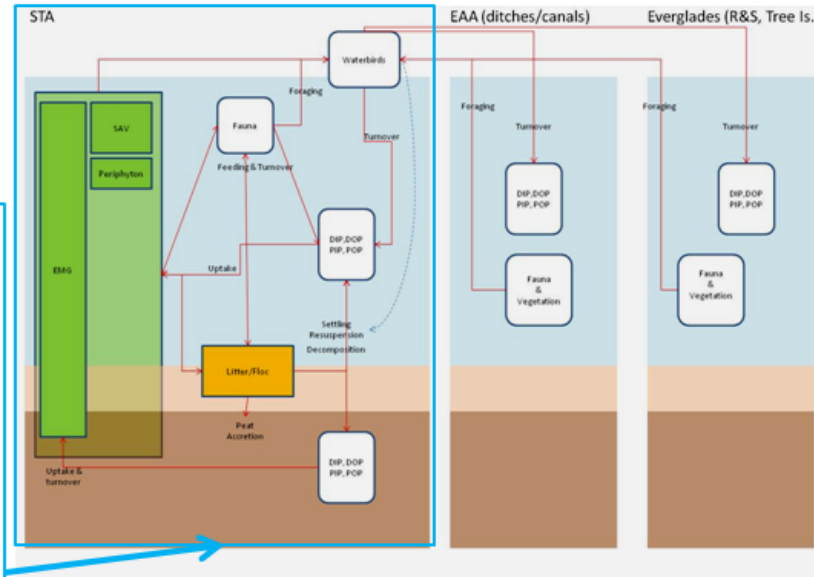 STA
EAA (ditches/canals)
Everglades (R&S, Tree Is.
Waterbirds
Foraging
SAV
Fauna
Turnover
Feeding & Turnover
Periphyton
DIP,DOP
PIP, POP
Uptake
EMG
Settling
Resuspension
Decomposition
Litter/Floc
Peat
Accretion
DIP, DOP
PIP, POP
Uptake &
turnover
Foraging
Turnover
DIP,DOP
PIP, POP
Fauna
&
Vegetation
Foraging
Turnover
DIP,DOP
PIP, POP
Fauna
&
Vegetation